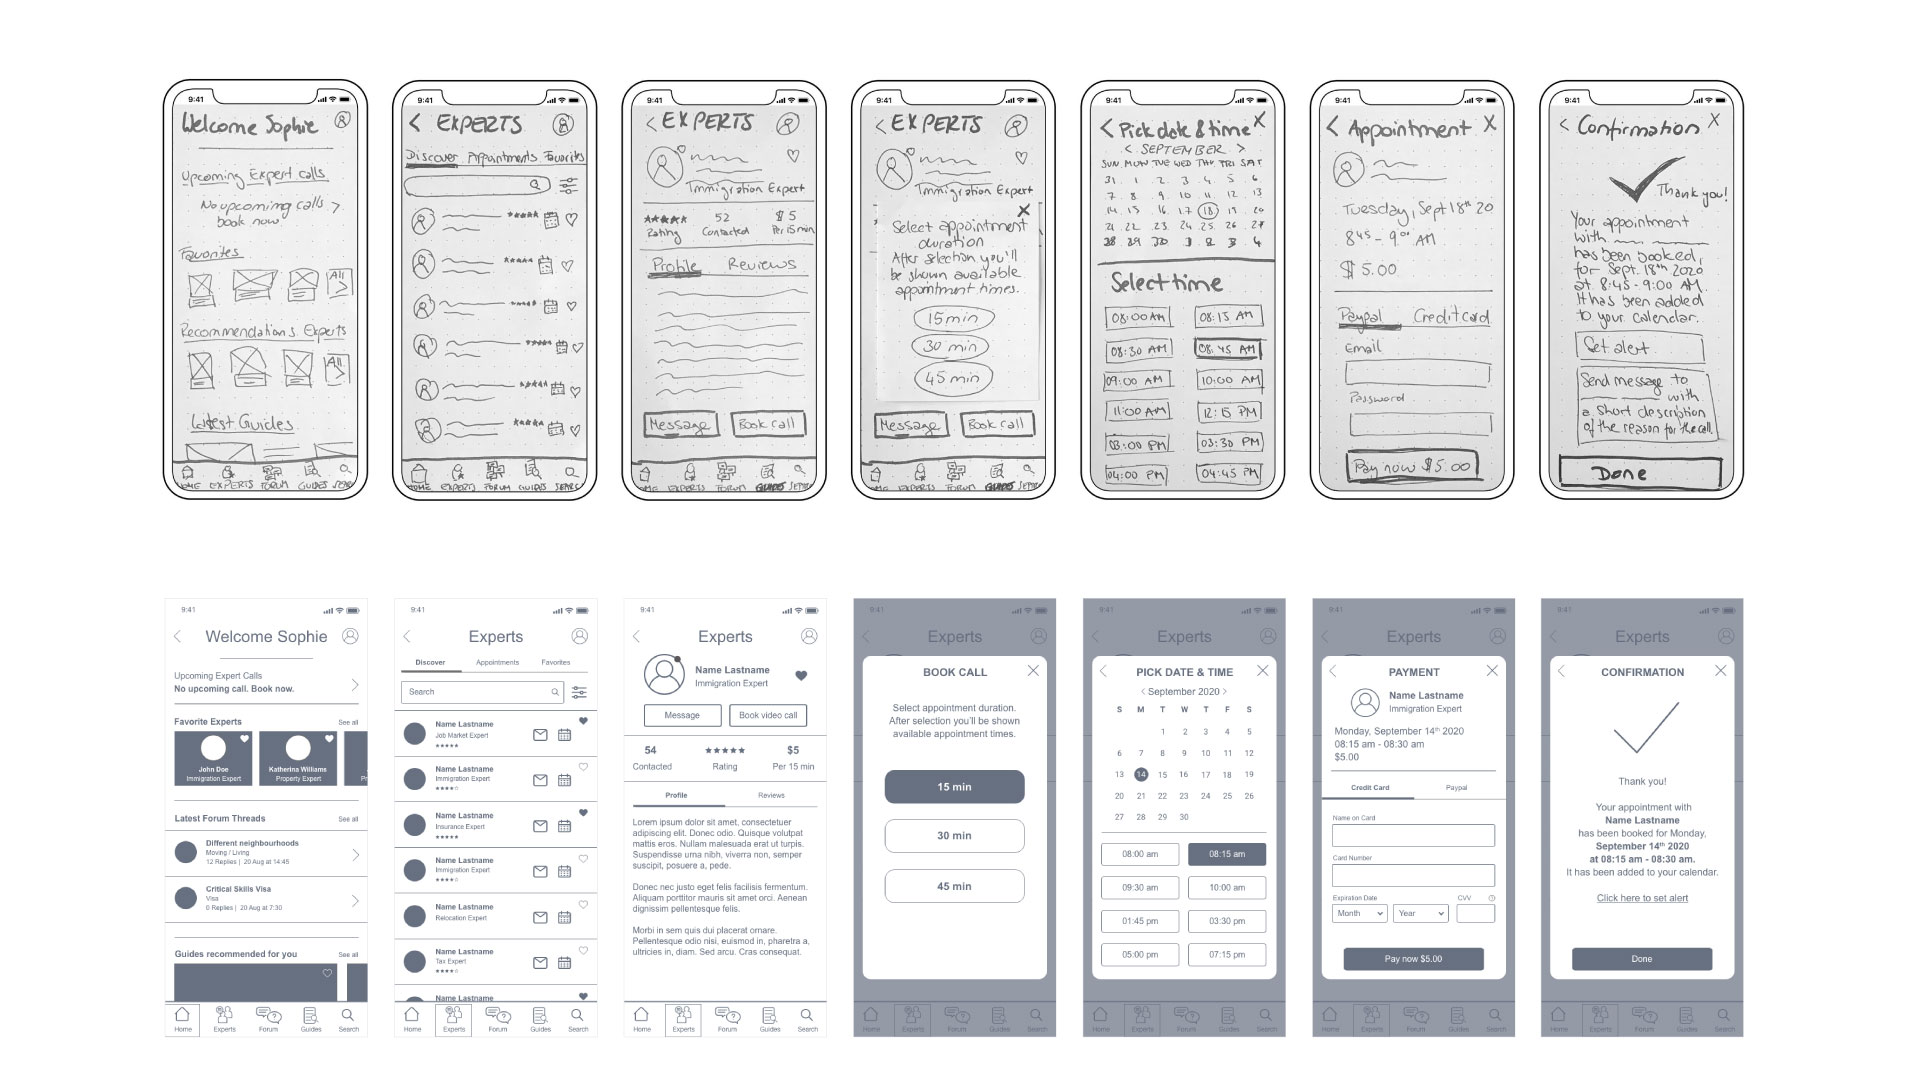 9:41
Welcome Sophie
Upcoming Expert calls
No upcoming calls >
book now.
Favorites
All
>
Recommendations Experts
All
>
Latest Guides
HOME EXPERTS FORUM GUIDES SEARC
9:41
< EXPERTS
Discover Appointments Favorits
HOME EXPERTS FORUM GUIDES SEARC
9:41
< EXPERTS
Immigration Expert
★★★★★ 52 $5
Rating Contacted Per 15 min
Profile Reviews
Message Book call
EXPERTS FORUM GUIDES
9:41
< EXPERTS
Immigration Expert
X
Select appointment
duration
After selection you'll
be shown available
appointment times.
15 min
30 min
45 min
Message Book call
EXPERTS FORUM GUIDES
9:41
< Pick date & time X
< SEPTEMBER >
SUN MON TUE WED THU FRI SAT
31 1 2 3 4 5 6
7 8 9 10 11 12 13
14 15 16 17 18 19 20
21 22 23 24 25 26 27
28 29 30 1 2 3 4
Select time
08:00 AM 08:15 AM
08:30 AM 08:45 AM
09:00 AM 10:00 AM
11:00 AM 12:15 PM
03:00 PM 03:30 PM
04:00 PM 04:45 PM
9:41
< Appointment X
Tuesday, Sept 18th 20
8:45 - 9:00 AM
$ 5.00
Paypal Credit card
Email
Password
Pay now $5.00
9:41
< Confirmation X
Thank you!
Your appointment
with
has been booked,
for Sept. 18th 2020
at 8:45 - 9:00 AM.
It has been added
to your calendar.
Set alert
Send message to
with
a short description
of the reason for the call.
Done
9:41
Welcome Sophie
Upcoming Expert Calls
No upcoming call. Book now.
Favorite Experts See all
John Doe Katherina Williams
Immigration Expert Property Expert Pr
Latest Forum Threads See all
Different neighbourhoods
Moving / Living
12 Replies | 20 Aug at 14:45
Critical Skills Visa
Visa
0 Replies | 20 Aug at 7:30
Guides recommended for you See all
Home Experts Forum Guides Search
9:41
Experts
Discover Appointments Favorites
Search
Name Lastname
Job Market Expert
★★★★★
Name Lastname
Immigration Expert
★★★★☆
Name Lastname
Insurance Expert
★★★★★
Name Lastname
Immigration Expert
★★★★☆
Name Lastname
Relocation Expert
Name Lastname
Tax Expert
★★★★☆
Name Lastname
Home Experts Forum Guides Search
9:41
Experts
Name Lastname
Immigration Expert
Message Book video call
54 ★★★★★ $5
Contacted Rating Per 15 min
Profile Reviews
Lorem ipsum dolor sit amet, consectetuer
adipiscing elit. Donec odio. Quisque volutpat
mattis eros. Nullam malesuada erat ut turpis.
Suspendisse urna nibh, viverra non, semper
suscipit, posuere a, pede.
Donec nec justo eget felis facilisis fermentum.
Aliquam porttitor mauris sit amet orci. Aenean
dignissim pellentesque felis.
Morbi in sem quis dui placerat ornare.
Pellentesque odio nisi, euismod in, pharetra a,
ultricies in, diam. Sed arcu. Cras consequat.
Home Experts Forum Guides Search
9:41
Experts
BOOK CALL
Select appointment duration.
After selection you'll be shown
available appointment times.
15 min
30 min
45 min
Home Experts Forum Guides Search
9:41
Experts
PICK DATE & TIME
< September 2020 >
S M T W T F S
1 2 3 4 5
6 7 8 9 10 11 12
13 14 15 16 17 18 19
20 21 22 23 24 25 26
27 28 29 30
08:00 am 08:15 am
09:30 am 10:00 am
01:45 pm 03:30 pm
05:00 pm 07:15 pm
Home Experts Forum Guides Search
9:41
Experts
PAYMENT
Name Lastname
Immigration Expert
Monday, September 14th 2020
08:15 am - 08:30 am
$5.00
Credit Card Paypal
Name on Card
Card Number
Expiration Date CVV
Month Year
Pay now $5.00
Home Experts Forum Guides Search
9:41
Experts
CONFIRMATION
Thank you!
Your appointment with
Name Lastname
has been booked for Monday,
September 14th 2020
at 08:15 am - 08:30 am.
It has been added to your calendar.
Click here to set alert
Done
Home Experts Forum Guides Search